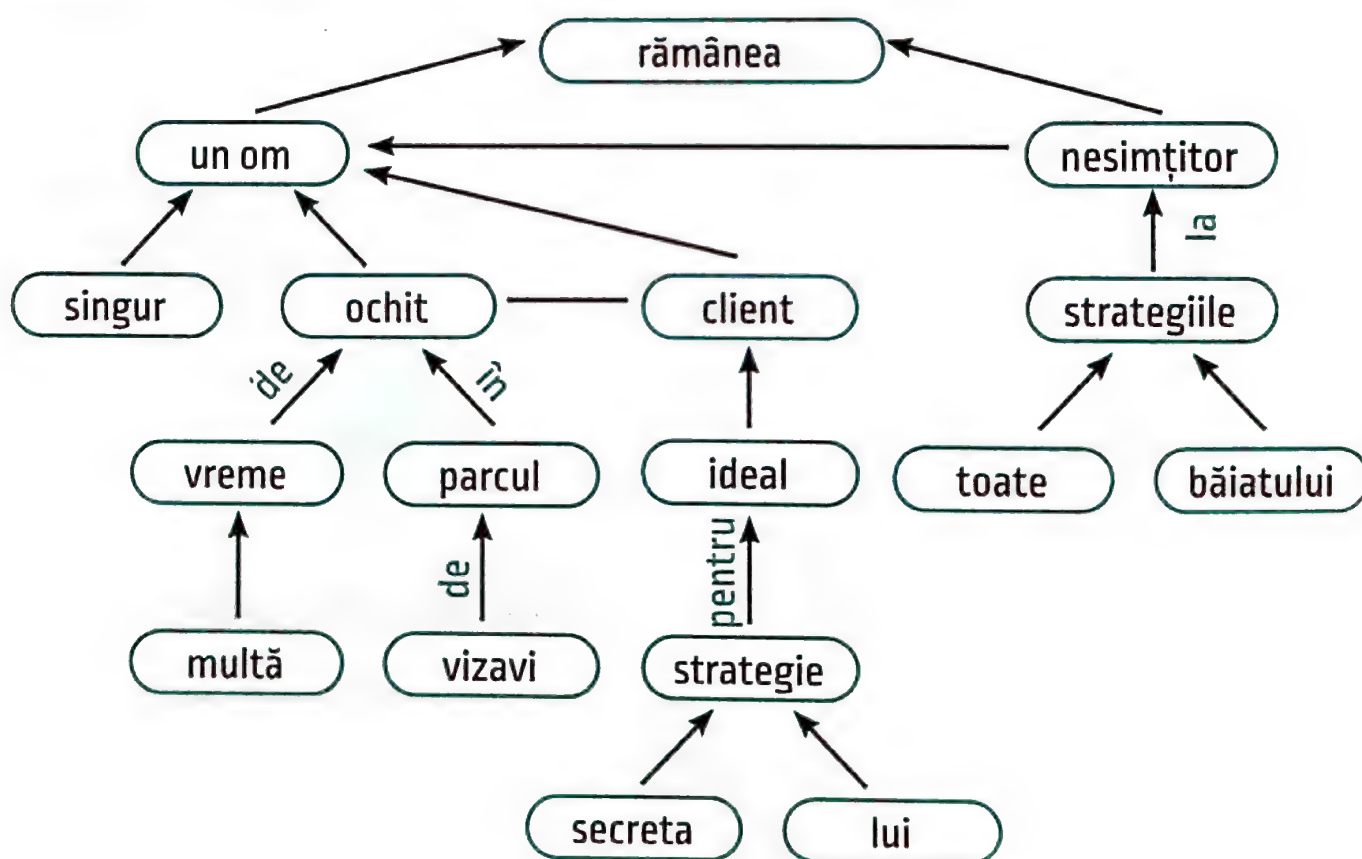 rămânea
un om
nesimțitor
la
singur
ochit
client
strategiile
de
în
vreme
parcul
ideal
toate
băiatului
de
pentru
multă
vizavi
strategie
secreta
lui